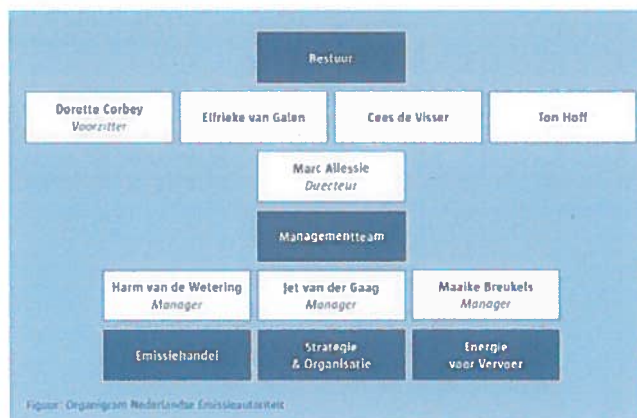 Bestuur
Dorette Corbey
Voorzitter
Elfrieke van Galen
Cees de Visser
Ton Hoff
Marc Allessie
Directeur
Managementteam
Harm van de Wetering
Manager
Jet van der Gaag
Manager
Maaike Breukels
Manager
Emissiehandel
Strategie
& Organisatie
Energie
voor Vervoer
Figuur: Organigram Nederlandse Emissieautoriteit